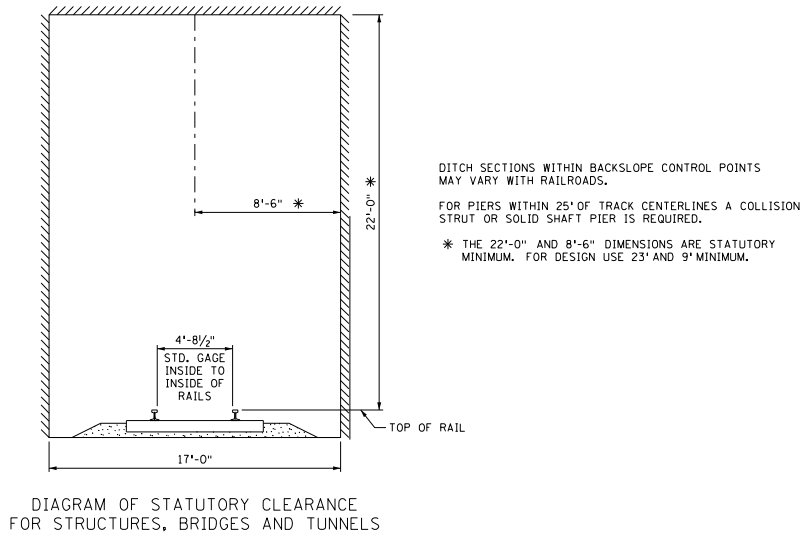 8'-6" *
22'-0" *
DITCH SECTIONS WITHIN BACKSLOPE CONTROL POINTS
MAY VARY WITH RAILROADS.
FOR PIERS WITHIN 25' OF TRACK CENTERLINES A COLLISION
STRUT OR SOLID SHAFT PIER IS REQUIRED.
* THE 22'-0" AND 8'-6" DIMENSIONS ARE STATUTORY
MINIMUM. FOR DESIGN USE 23' AND 9' MINIMUM.
4'-8½"
STD. GAGE
INSIDE TO
INSIDE OF
RAILS
TOP OF RAIL
17'-0"
DIAGRAM OF STATUTORY CLEARANCE
FOR STRUCTURES, BRIDGES AND TUNNELS